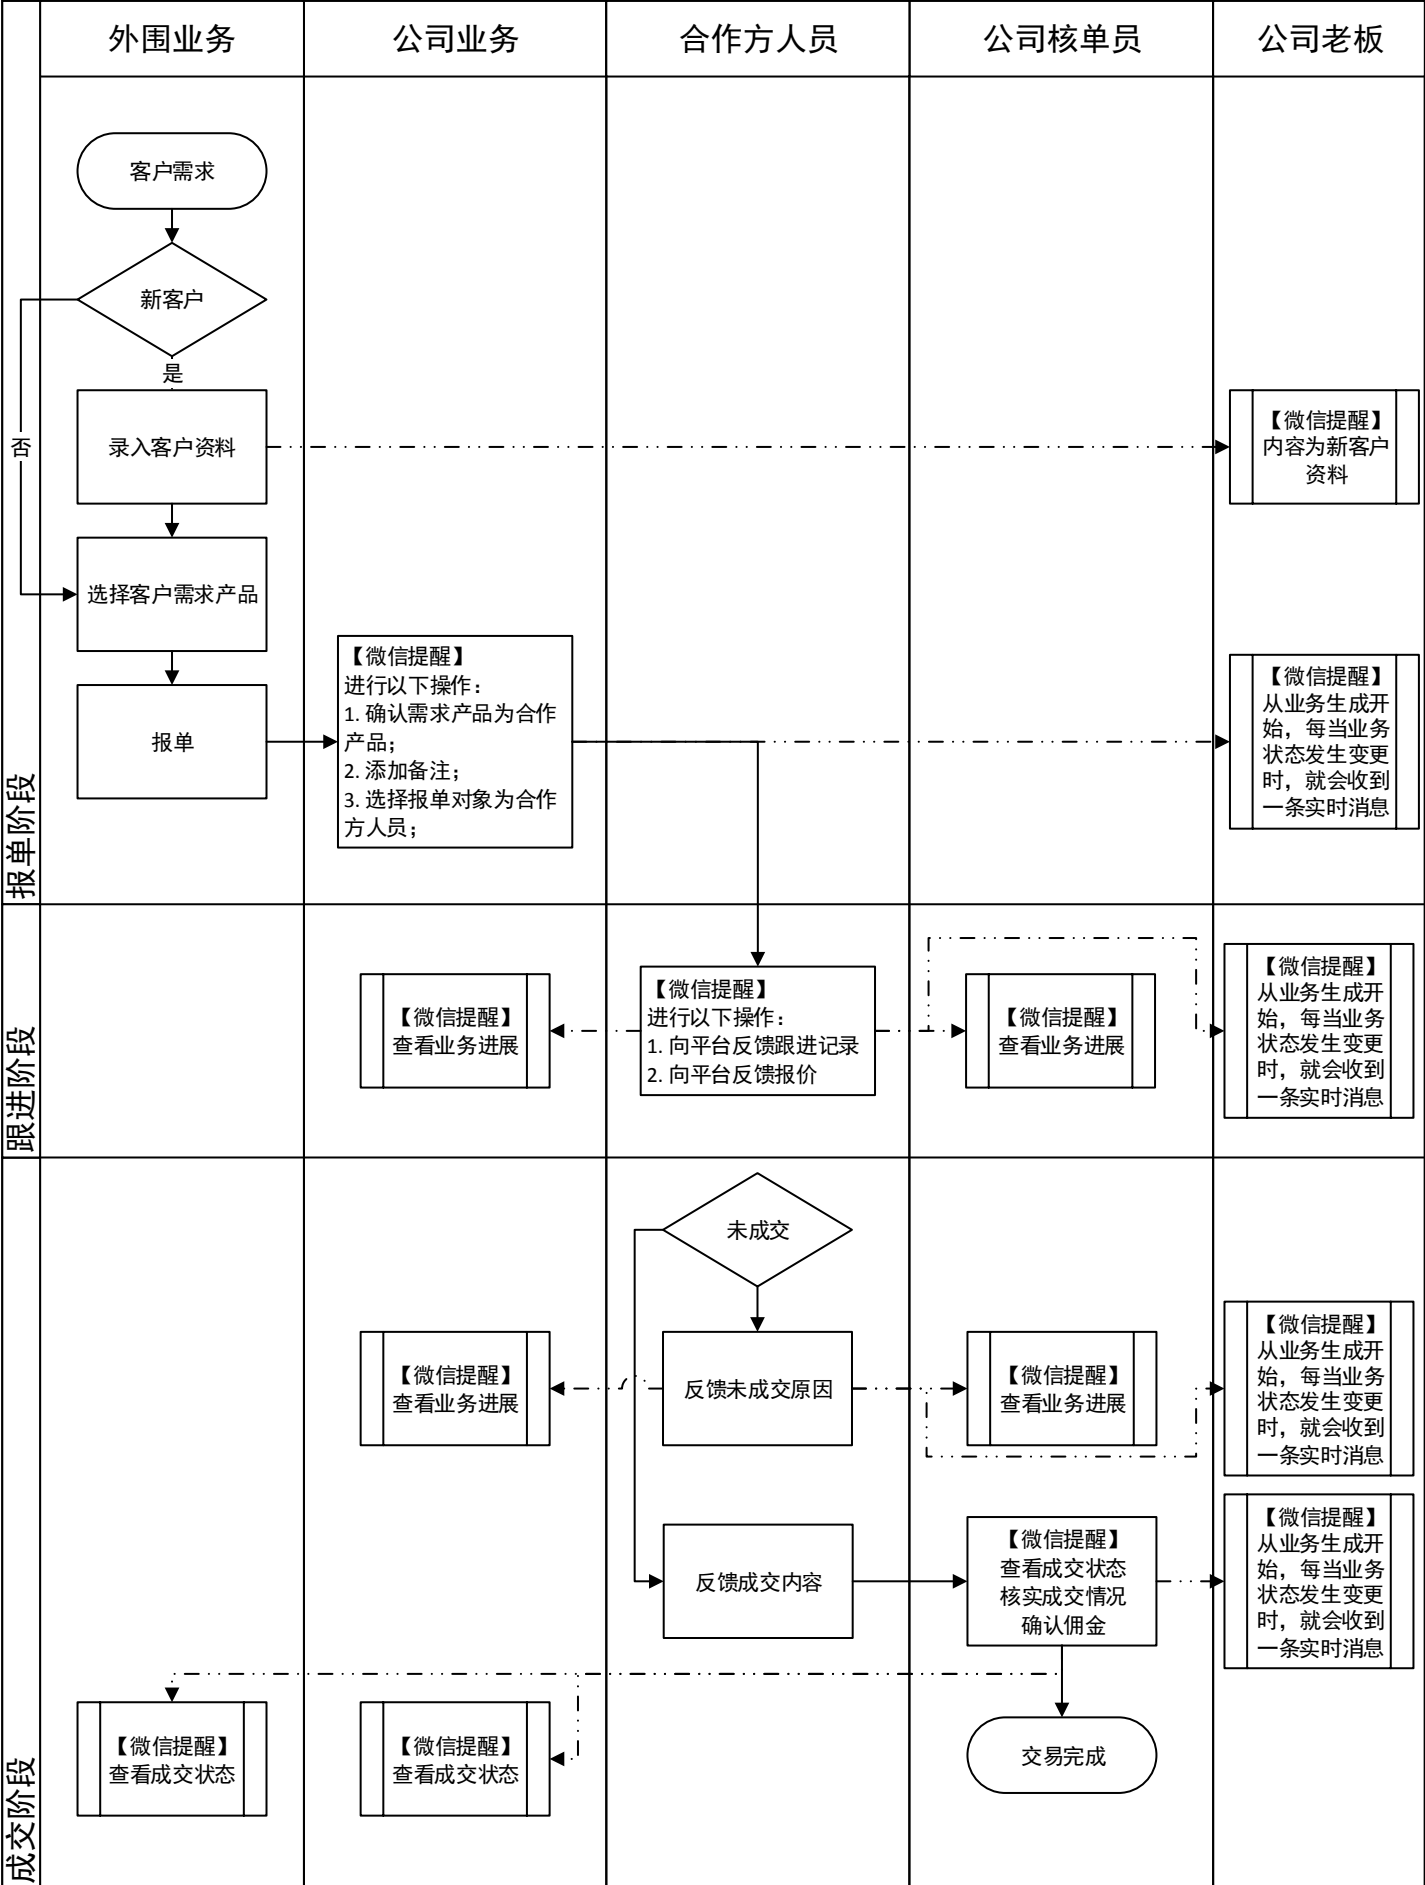 外围业务
公司业务
合作方人员
公司核单员
公司老板
报单阶段
客户需求
新客户
是
否
录入客户资料
【微信提醒】
内容为新客户
资料
选择客户需求产品
报单
【微信提醒】
进行以下操作：
1. 确认需求产品为合作
产品；
2. 添加备注；
3. 选择报单对象为合作
方人员；
【微信提醒】
从业务生成开
始，每当业务
状态发生变更
时，就会收到
一条实时消息
跟进阶段
【微信提醒】
查看业务进展
【微信提醒】
进行以下操作：
1. 向平台反馈跟进记录
2. 向平台反馈报价
【微信提醒】
查看业务进展
【微信提醒】
从业务生成开
始，每当业务
状态发生变更
时，就会收到
一条实时消息
成交阶段
未成交
【微信提醒】
查看业务进展
反馈未成交原因
【微信提醒】
查看业务进展
【微信提醒】
从业务生成开
始，每当业务
状态发生变更
时，就会收到
一条实时消息
反馈成交内容
【微信提醒】
查看成交状态
核实成交情况
确认佣金
【微信提醒】
从业务生成开
始，每当业务
状态发生变更
时，就会收到
一条实时消息
【微信提醒】
查看成交状态
【微信提醒】
查看成交状态
交易完成